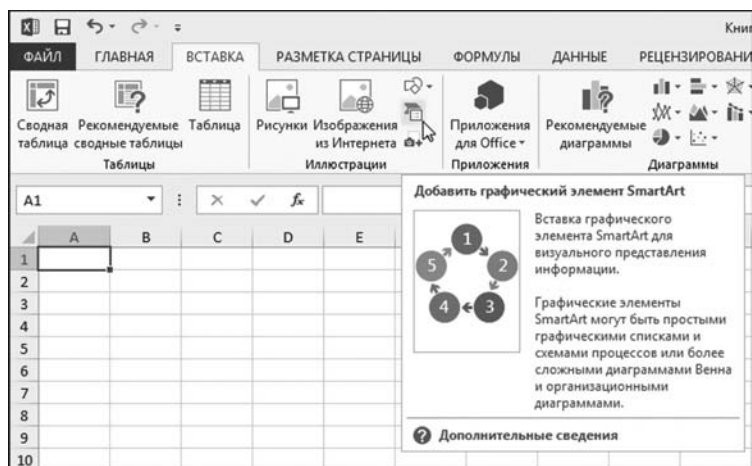 Книг
ФАЙЛ ГЛАВНАЯ ВСТАВКА РАЗМЕТКА СТРАНИЦЫ ФОРМУЛЫ ДАННЫЕ РЕЦЕНЗИРОВАНИ
Сводная таблица
Рекомендуемые сводные таблицы
Таблица
Рисунки
Изображения из Интернета
Приложения для Office
Рекомендуемые диаграммы
Таблицы Иллюстрации Приложения Диаграммы
A1 fx
A B C D E
1
2
3
4
5
6
7
8
9
10
Добавить графический элемент SmartArt
1
2
3
4
5
Вставка графического
элемента SmartArt для
визуального представления
информации.
Графические элементы
SmartArt могут быть простыми
графическими списками и
схемами процессов или более
сложными диаграммами Венна
и организационными
диаграммами.
Дополнительные сведения